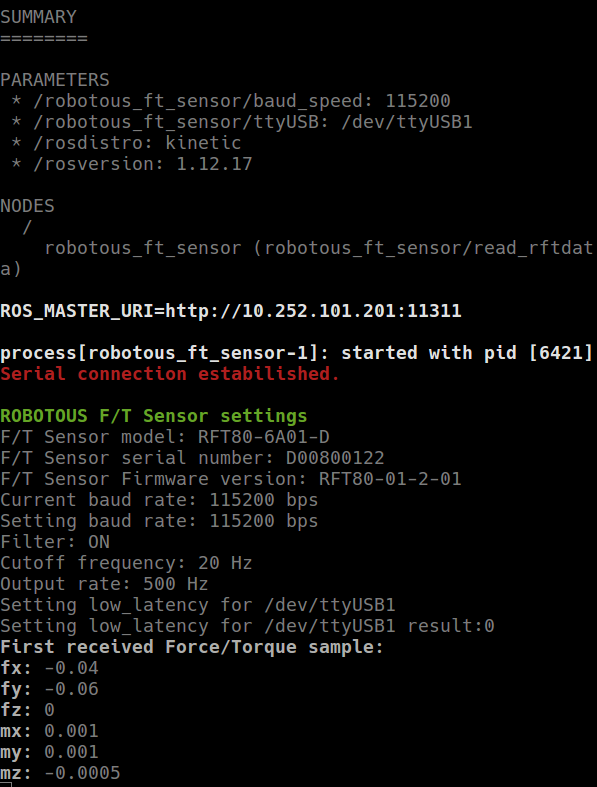 SUMMARY
========
PARAMETERS
 * /robotous_ft_sensor/baud_speed: 115200
 * /robotous_ft_sensor/ttyUSB: /dev/ttyUSB1
 * /rosdistro: kinetic
 * /rosversion: 1.12.17
NODES
  /
    robotous_ft_sensor (robotous_ft_sensor/read_rftdat
a)
ROS_MASTER_URI=http://10.252.101.201:11311
process[robotous_ft_sensor-1]: started with pid [6421]
Serial connection estabilished.
ROBOTOUS F/T Sensor settings
F/T Sensor model: RFT80-6A01-D
F/T Sensor serial number: D00800122
F/T Sensor Firmware version: RFT80-01-2-01
Current baud rate: 115200 bps
Setting baud rate: 115200 bps
Filter: ON
Cutoff frequency: 20 Hz
Output rate: 500 Hz
Setting low_latency for /dev/ttyUSB1
Setting low_latency for /dev/ttyUSB1 result:0
First received Force/Torque sample:
fx: -0.04
fy: -0.06
fz: 0
mx: 0.001
my: 0.001
mz: -0.0005